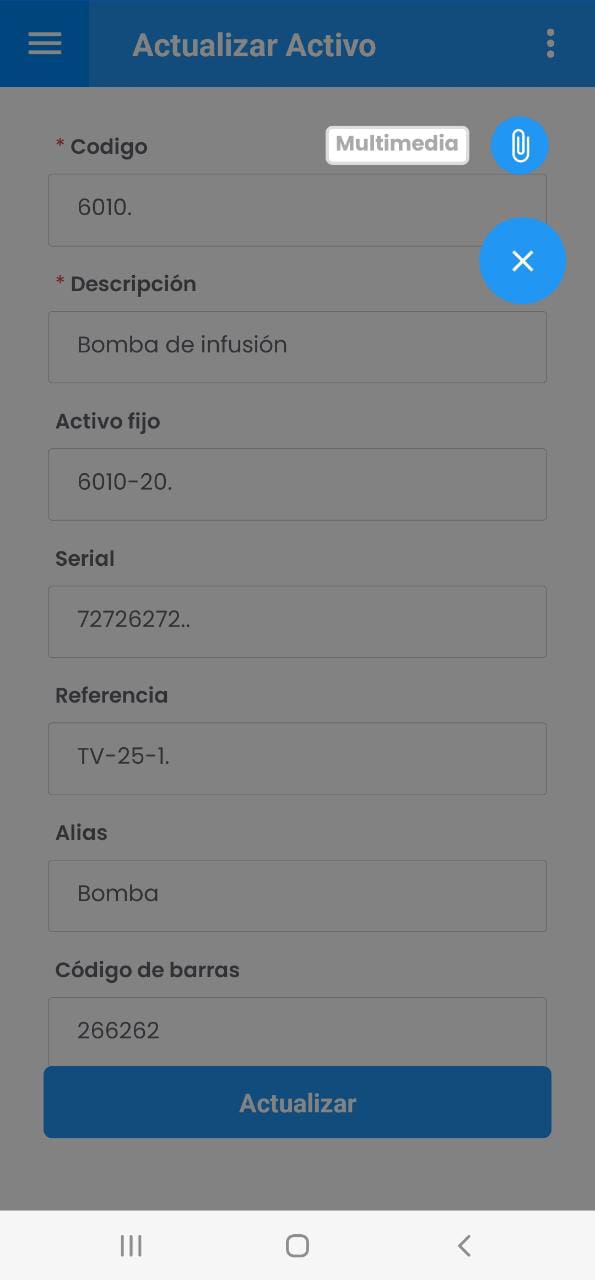 Actualizar Activo
* Codigo
Multimedia
6010.
* Descripción
Bomba de infusión
Activo fijo
6010-20.
Serial
72726272..
Referencia
TV-25-1.
Alias
Bomba
Código de barras
266262
Actualizar